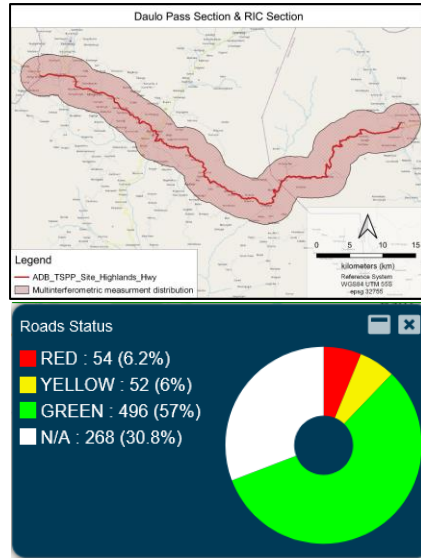 Daulo Pass Section & RIC Section
Legend
ADB_TSPP_Site_Highlands_Hwy
Multinterferometric measurment distribution
0 5 10 15
kilometers (km)
Reference System
WGS84 UTM 55S
epsg 32755
Roads Status
RED : 54 (6.2%)
YELLOW : 52 (6%)
GREEN : 496 (57%)
N/A : 268 (30.8%)